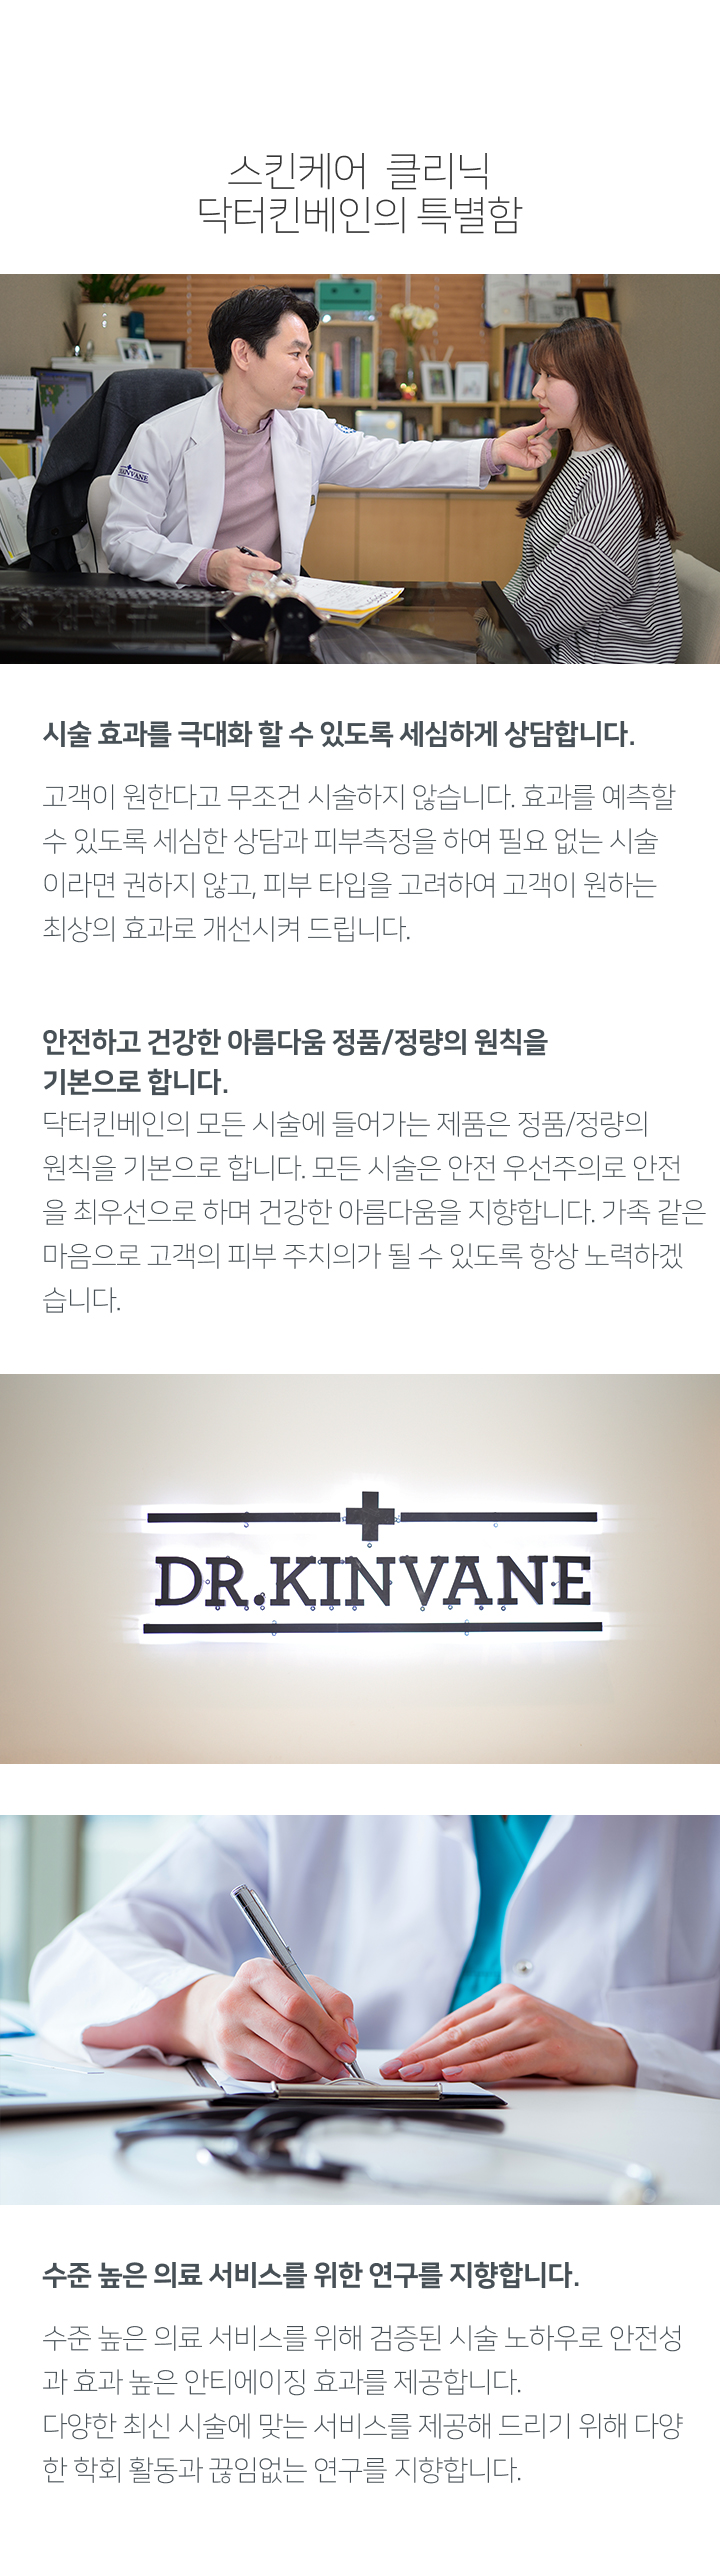 스킨케어 클리닉
닥터킨베인의 특별함
KINVANE
시술 효과를 극대화 할 수 있도록 세심하게 상담합니다.
고객이 원한다고 무조건 시술하지 않습니다. 효과를 예측할
수 있도록 세심한 상담과 피부측정을 하여 필요 없는 시술
이라면 권하지 않고, 피부 타입을 고려하여 고객이 원하는
최상의 효과로 개선시켜 드립니다.
안전하고 건강한 아름다움 정품/정량의 원칙을
기본으로 합니다.
닥터킨베인의 모든 시술에 들어가는 제품은 정품/정량의
원칙을 기본으로 합니다. 모든 시술은 안전 우선주의로 안전
을 최우선으로 하며 건강한 아름다움을 지향합니다. 가족 같은
마음으로 고객의 피부 주치의가 될 수 있도록 항상 노력하겠
습니다.
DR.KINVANE
수준 높은 의료 서비스를 위한 연구를 지향합니다.
수준 높은 의료 서비스를 위해 검증된 시술 노하우로 안전성
과 효과 높은 안티에이징 효과를 제공합니다.
다양한 최신 시술에 맞는 서비스를 제공해 드리기 위해 다양
한 학회 활동과 끊임없는 연구를 지향합니다.